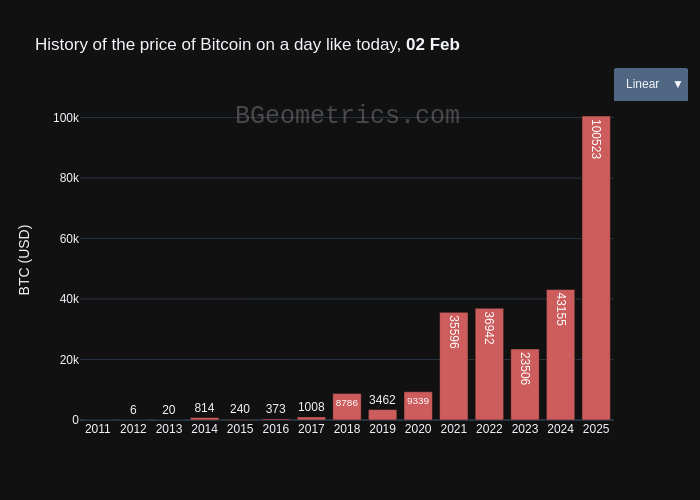 History of the price of Bitcoin on a day like today, 02 Feb
Linear ▼
BGeometrics.com
100k
80k
60k
40k
20k
0
BTC (USD)
6
20
814
240
373
1008
8786
3462
9339
35596
36942
23506
43155
100523
2011 2012 2013 2014 2015 2016 2017 2018 2019 2020 2021 2022 2023 2024 2025